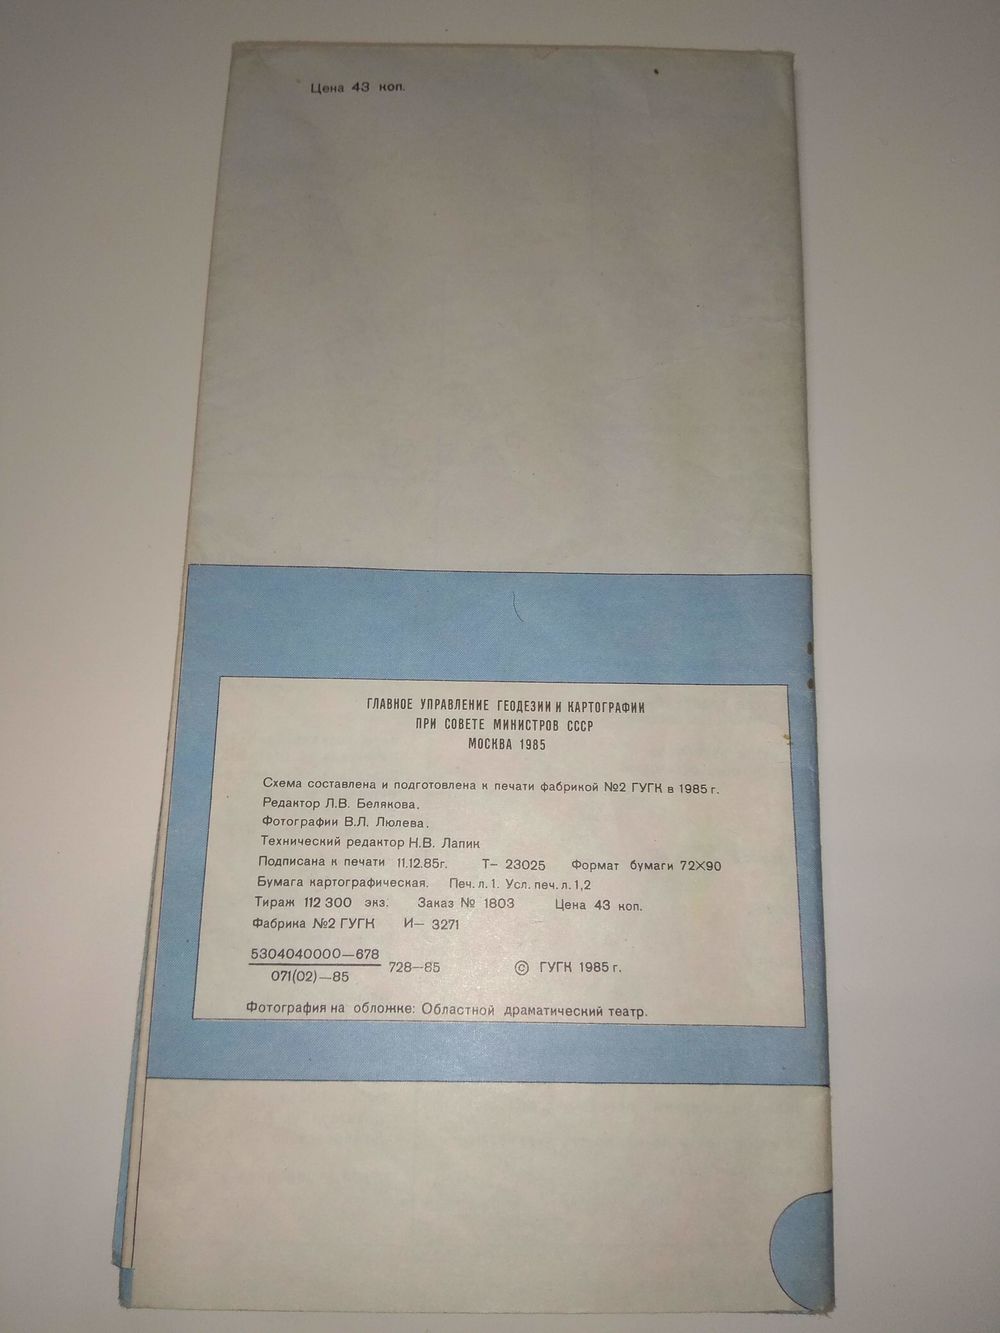 Цена 43 коп.
ГЛАВНОЕ УПРАВЛЕНИЕ ГЕОДЕЗИИ И КАРТОГРАФИИ
ПРИ СОВЕТЕ МИНИСТРОВ СССР
МОСКВА 1985
Схема составлена и подготовлена к печати фабрикой №2 ГУГК в 1985 г.
Редактор Л.В. Белякова.
Фотографии В.Л. Люлева.
Технический редактор Н.В. Лапик
Подписана к печати 11.12.85г. Т— 23025 Формат бумаги 72X90
Бумага картографическая. Печ. л. 1. Усл. печ. л. 1,2
Тираж 112 300 экз. Заказ № 1803 Цена 43 коп.
Фабрика №2 ГУГК И— 3271
5304040000—678
071(02)—85
728—85 © ГУГК 1985 г.
Фотография на обложке: Областной драматический театр.